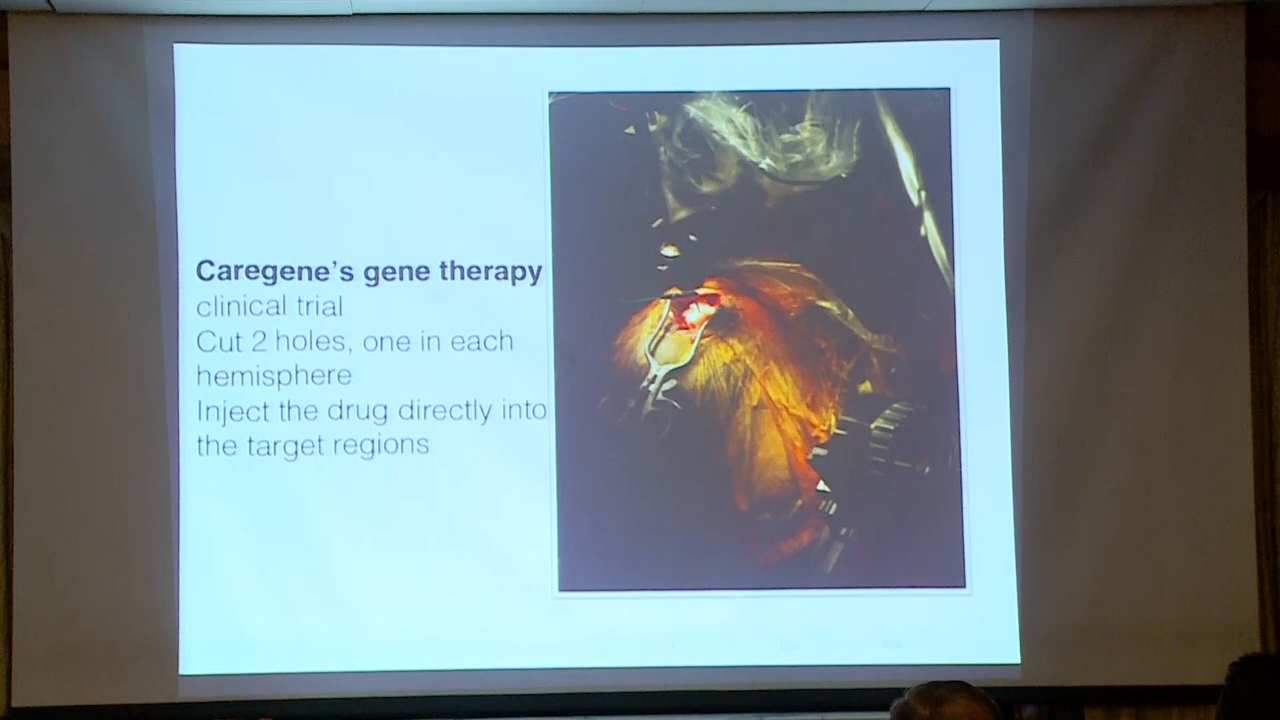 Caregene's gene therapy
clinical trial
Cut 2 holes, one in each
hemisphere
Inject the drug directly into
the target regions